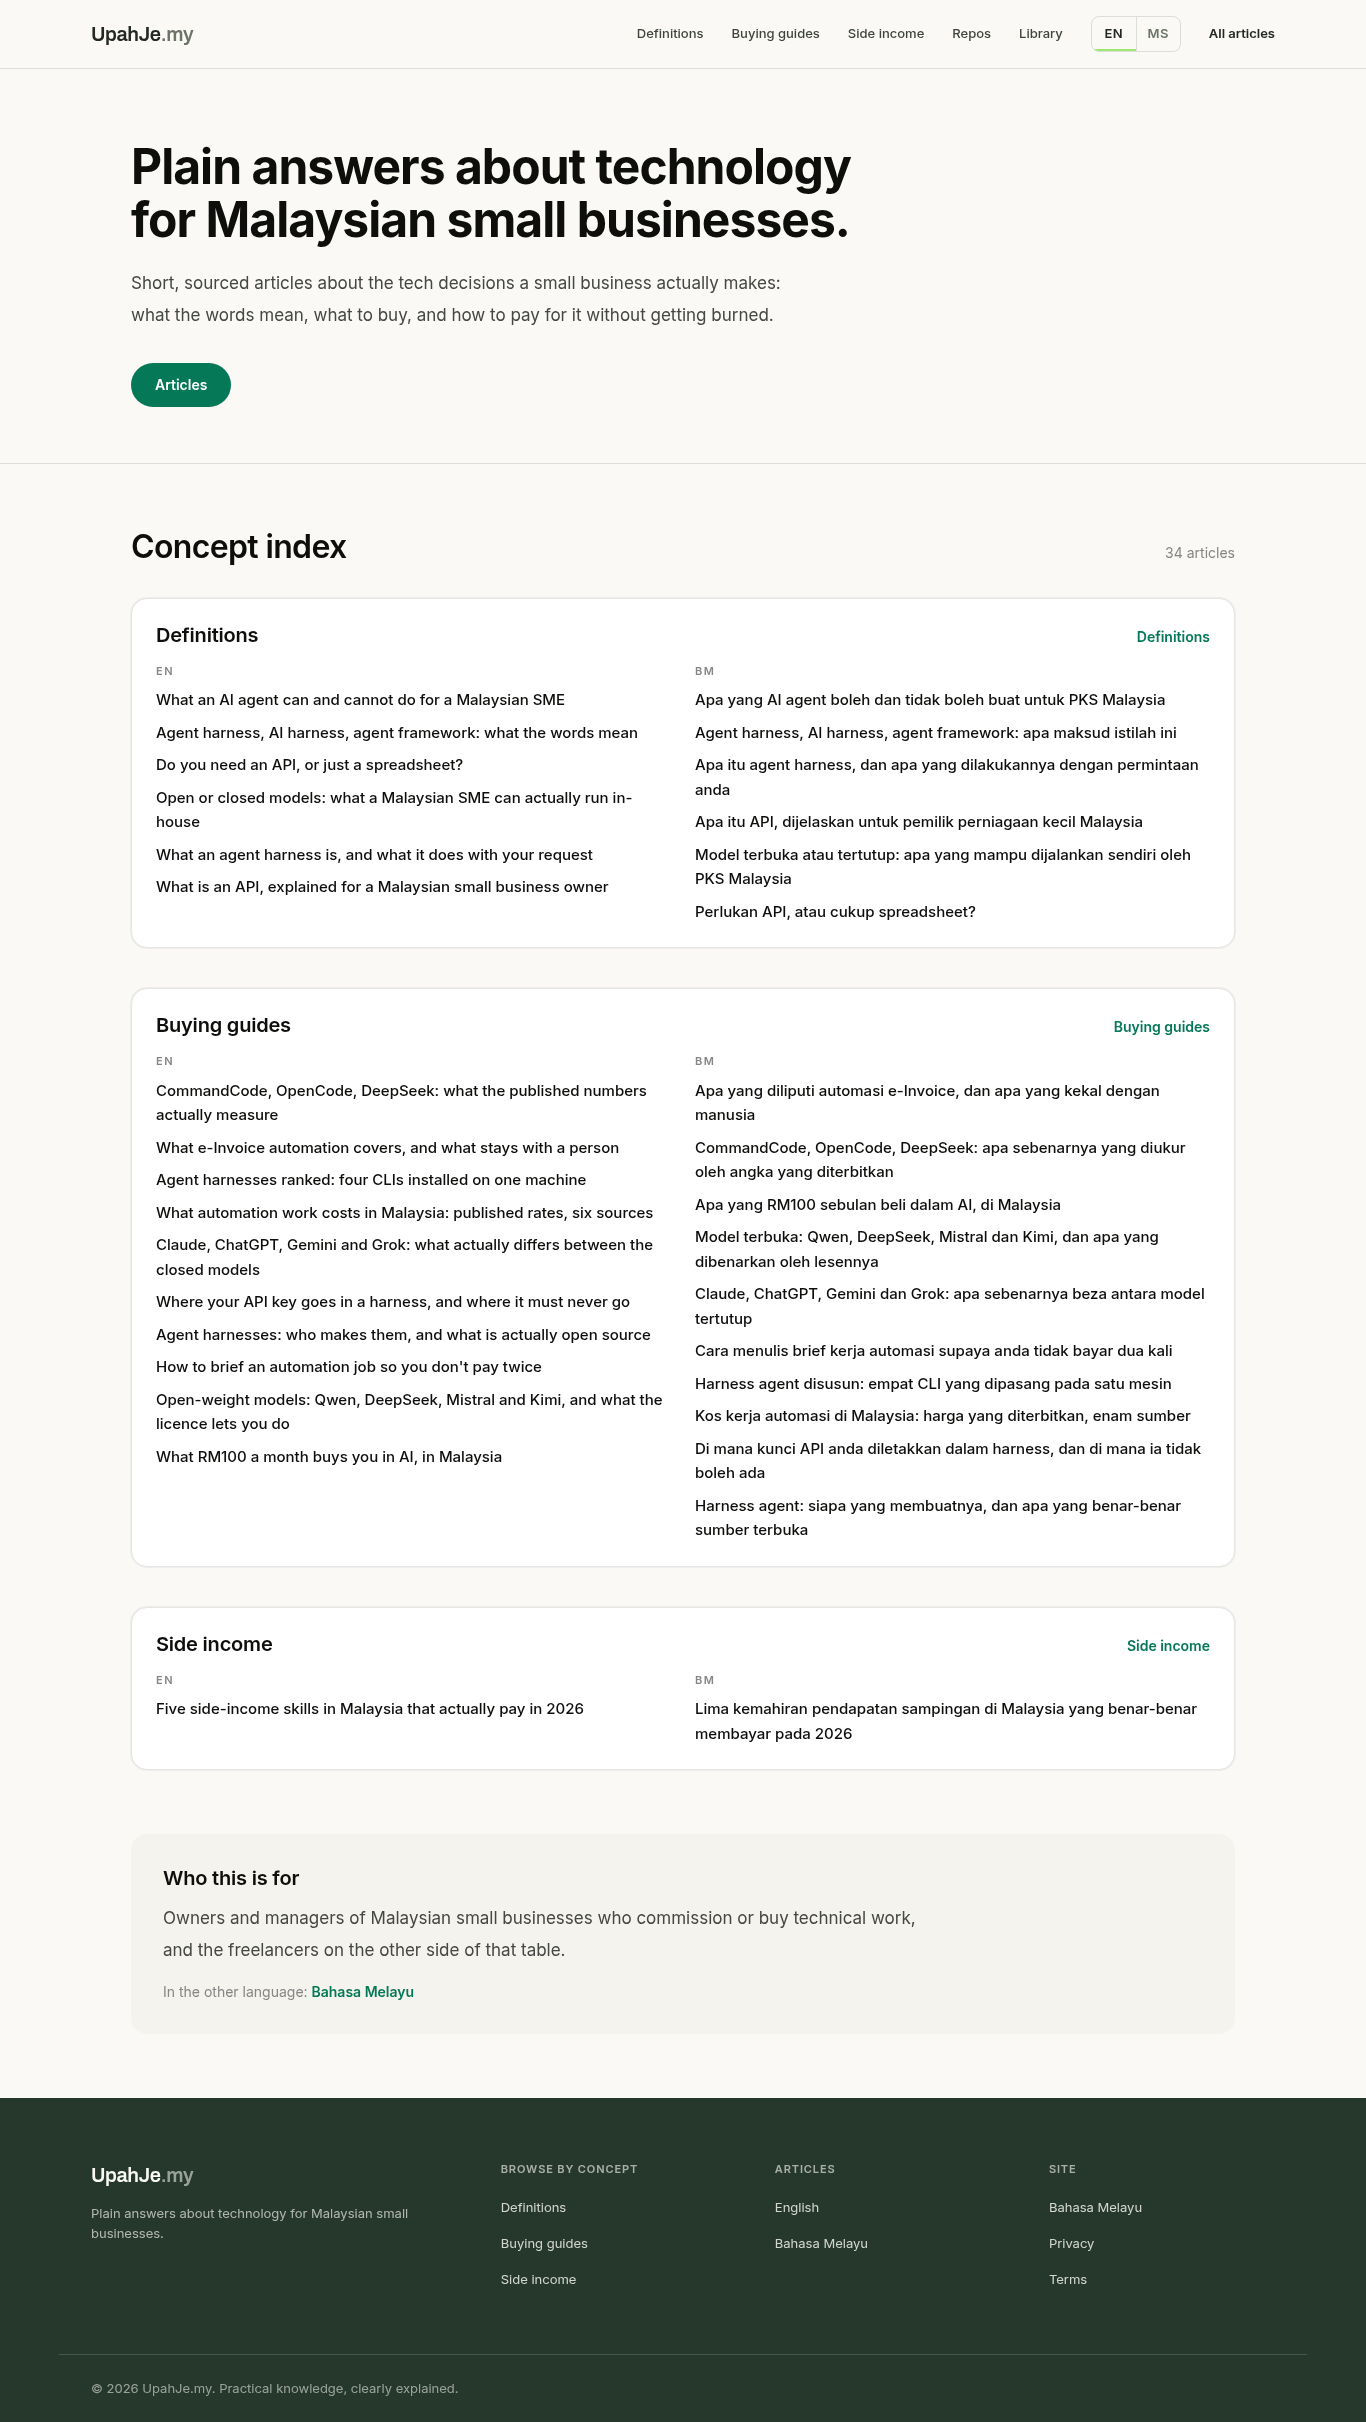 UpahJe.my
Definitions
Buying guides
Side income
Repos
Library
EN
MS
All articles
Plain answers about technology
for Malaysian small businesses.
Short, sourced articles about the tech decisions a small business actually makes:
what the words mean, what to buy, and how to pay for it without getting burned.
Articles
Concept index
34 articles
Definitions
Definitions
EN
What an AI agent can and cannot do for a Malaysian SME
Agent harness, AI harness, agent framework: what the words mean
Do you need an API, or just a spreadsheet?
Open or closed models: what a Malaysian SME can actually run in-
house
What an agent harness is, and what it does with your request
What is an API, explained for a Malaysian small business owner
BM
Apa yang AI agent boleh dan tidak boleh buat untuk PKS Malaysia
Agent harness, AI harness, agent framework: apa maksud istilah ini
Apa itu agent harness, dan apa yang dilakukannya dengan permintaan
anda
Apa itu API, dijelaskan untuk pemilik perniagaan kecil Malaysia
Model terbuka atau tertutup: apa yang mampu dijalankan sendiri oleh
PKS Malaysia
Perlukan API, atau cukup spreadsheet?
Buying guides
Buying guides
EN
CommandCode, OpenCode, DeepSeek: what the published numbers
actually measure
What e-Invoice automation covers, and what stays with a person
Agent harnesses ranked: four CLIs installed on one machine
What automation work costs in Malaysia: published rates, six sources
Claude, ChatGPT, Gemini and Grok: what actually differs between the
closed models
Where your API key goes in a harness, and where it must never go
Agent harnesses: who makes them, and what is actually open source
How to brief an automation job so you don't pay twice
Open-weight models: Qwen, DeepSeek, Mistral and Kimi, and what the
licence lets you do
What RM100 a month buys you in AI, in Malaysia
BM
Apa yang diliputi automasi e-Invoice, dan apa yang kekal dengan
manusia
CommandCode, OpenCode, DeepSeek: apa sebenarnya yang diukur
oleh angka yang diterbitkan
Apa yang RM100 sebulan beli dalam AI, di Malaysia
Model terbuka: Qwen, DeepSeek, Mistral dan Kimi, dan apa yang
dibenarkan oleh lesennya
Claude, ChatGPT, Gemini dan Grok: apa sebenarnya beza antara model
tertutup
Cara menulis brief kerja automasi supaya anda tidak bayar dua kali
Harness agent disusun: empat CLI yang dipasang pada satu mesin
Kos kerja automasi di Malaysia: harga yang diterbitkan, enam sumber
Di mana kunci API anda diletakkan dalam harness, dan di mana ia tidak
boleh ada
Harness agent: siapa yang membuatnya, dan apa yang benar-benar
sumber terbuka
Side income
Side income
EN
Five side-income skills in Malaysia that actually pay in 2026
BM
Lima kemahiran pendapatan sampingan di Malaysia yang benar-benar
membayar pada 2026
Who this is for
Owners and managers of Malaysian small businesses who commission or buy technical work,
and the freelancers on the other side of that table.
In the other language: Bahasa Melayu
UpahJe.my
Plain answers about technology for Malaysian small
businesses.
BROWSE BY CONCEPT
Definitions
Buying guides
Side income
ARTICLES
English
Bahasa Melayu
SITE
Bahasa Melayu
Privacy
Terms
© 2026 UpahJe.my. Practical knowledge, clearly explained.